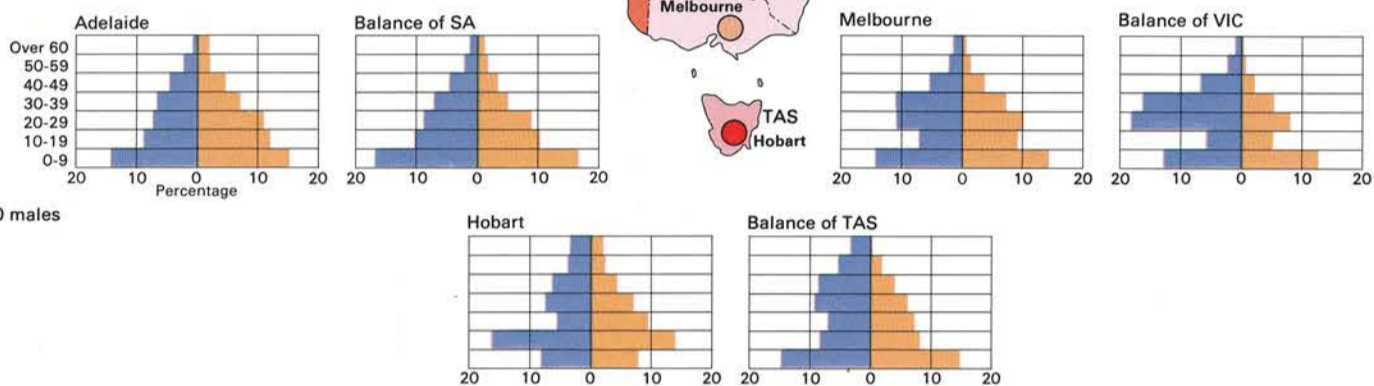 Adelaide
Over 60
50-59
40-49
30-39
20-29
10-19
0-9
20 10 0 10 20
Percentage
Balance of SA
20 10 0 10 20
Melbourne
TAS
Hobart
Melbourne
20 10 0 10 20
Balance of VIC
20 10 0 10 20
0 males
Hobart
20 10 0 10 20
Balance of TAS
20 10 0 10 20